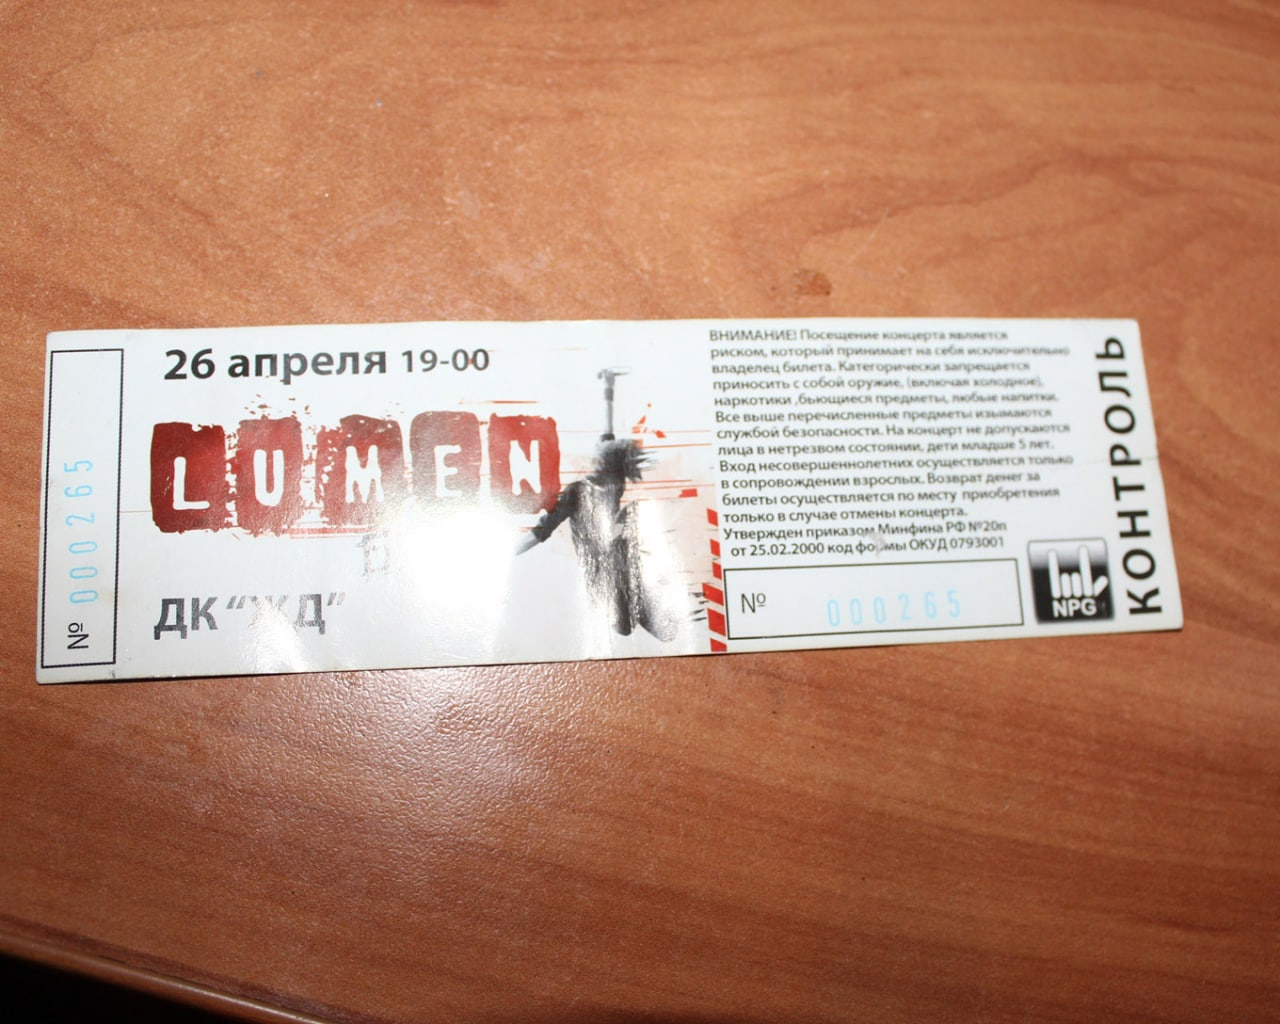 № 000265
26 апреля 19-00
LUMEN
ДК “ЖД”
ВНИМАНИЕ! Посещение концерта является
риском, который принимает на себя исключительно
владелец билета. Категорически запрещается
приносить с собой оружие, (включая холодное),
наркотики ,бьющиеся предметы, любые напитки.
Все выше перечисленные предметы изымаются
службой безопасности. На концерт не допускаются
лица в нетрезвом состоянии, дети младше 5 лет.
Вход несовершеннолетних осуществляется только
в сопровождении взрослых. Возврат денег за
билеты осуществляется по месту приобретения
только в случае отмены концерта.
Утвержден приказом Минфина РФ №20п
от 25.02.2000 код формы ОКУД 0793001
№ 000265
NPG
КОНТРОЛЬ